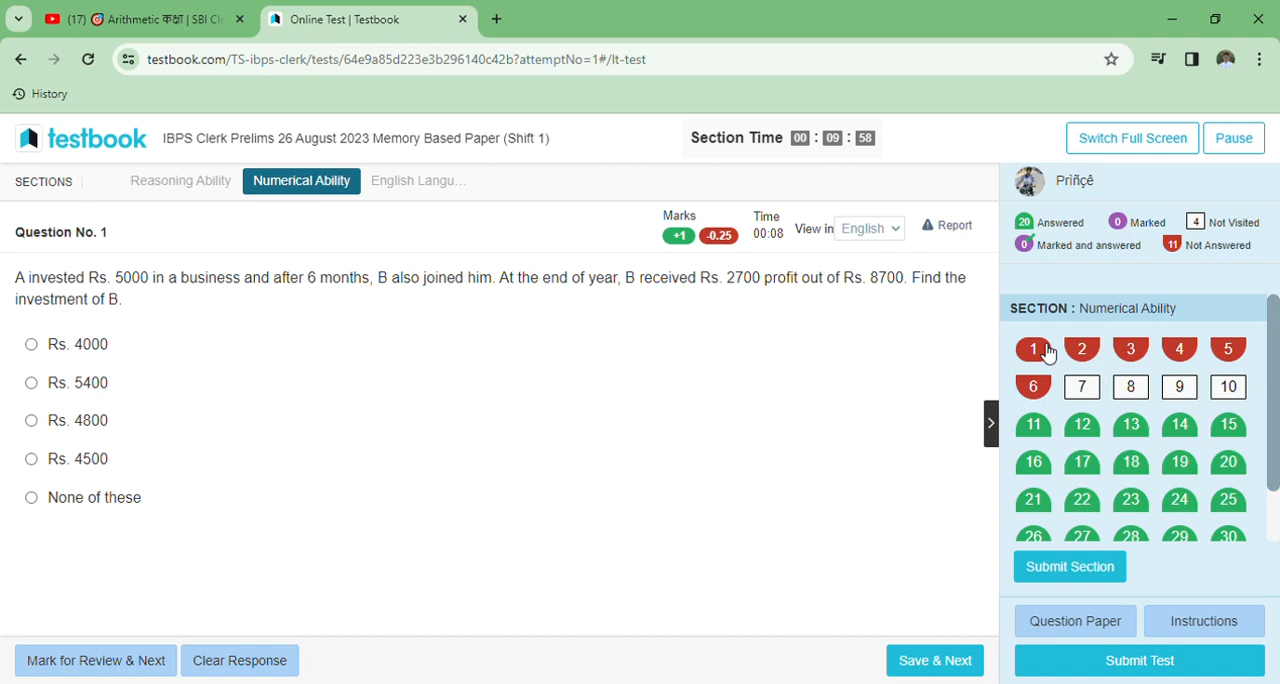 (17) 🎯 Arithmetic कक्षा | SBI Cl
Online Test | Testbook
testbook.com/TS-ibps-clerk/tests/64e9a85d223e3b296140c42b?attemptNo=1#/lt-test
History
testbook
IBPS Clerk Prelims 26 August 2023 Memory Based Paper (Shift 1)
Section Time 00 : 09 : 58
Switch Full Screen
Pause
SECTIONS
Reasoning Ability
Numerical Ability
English Langu...
Prîñçê
Question No. 1
Marks
+1 -0.25
Time
00:08
View in English
Report
20 Answered
0 Marked
4 Not Visited
0 Marked and answered
11 Not Answered
A invested Rs. 5000 in a business and after 6 months, B also joined him. At the end of year, B received Rs. 2700 profit out of Rs. 8700. Find the
investment of B.
Rs. 4000
Rs. 5400
Rs. 4800
Rs. 4500
None of these
SECTION : Numerical Ability
1 2 3 4 5
6 7 8 9 10
11 12 13 14 15
16 17 18 19 20
21 22 23 24 25
26 27 28 29 30
Submit Section
Question Paper
Instructions
Mark for Review & Next
Clear Response
Save & Next
Submit Test